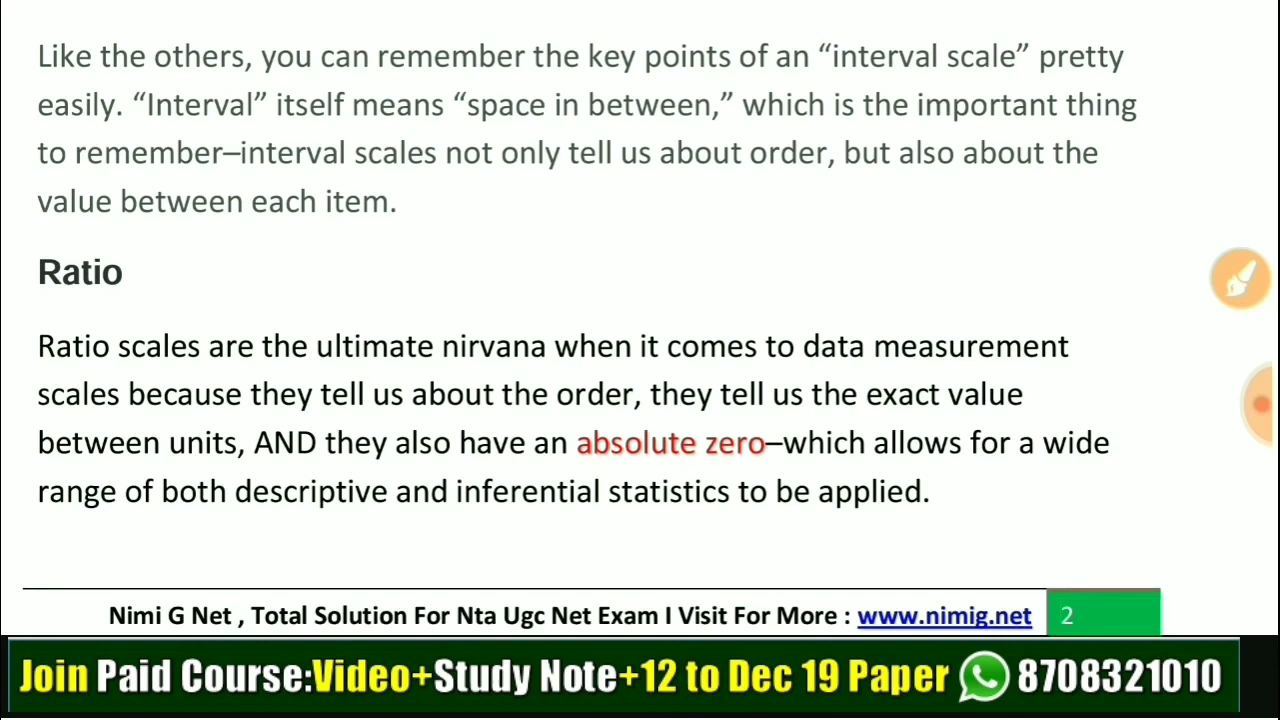 Like the others, you can remember the key points of an “interval scale” pretty
easily. “Interval” itself means “space in between,” which is the important thing
to remember–interval scales not only tell us about order, but also about the
value between each item.
Ratio
Ratio scales are the ultimate nirvana when it comes to data measurement
scales because they tell us about the order, they tell us the exact value
between units, AND they also have an absolute zero–which allows for a wide
range of both descriptive and inferential statistics to be applied.
Nimi G Net , Total Solution For Nta Ugc Net Exam I Visit For More : www.nimig.net 2
Join Paid Course:Video+Study Note+12 to Dec 19 Paper 8708321010